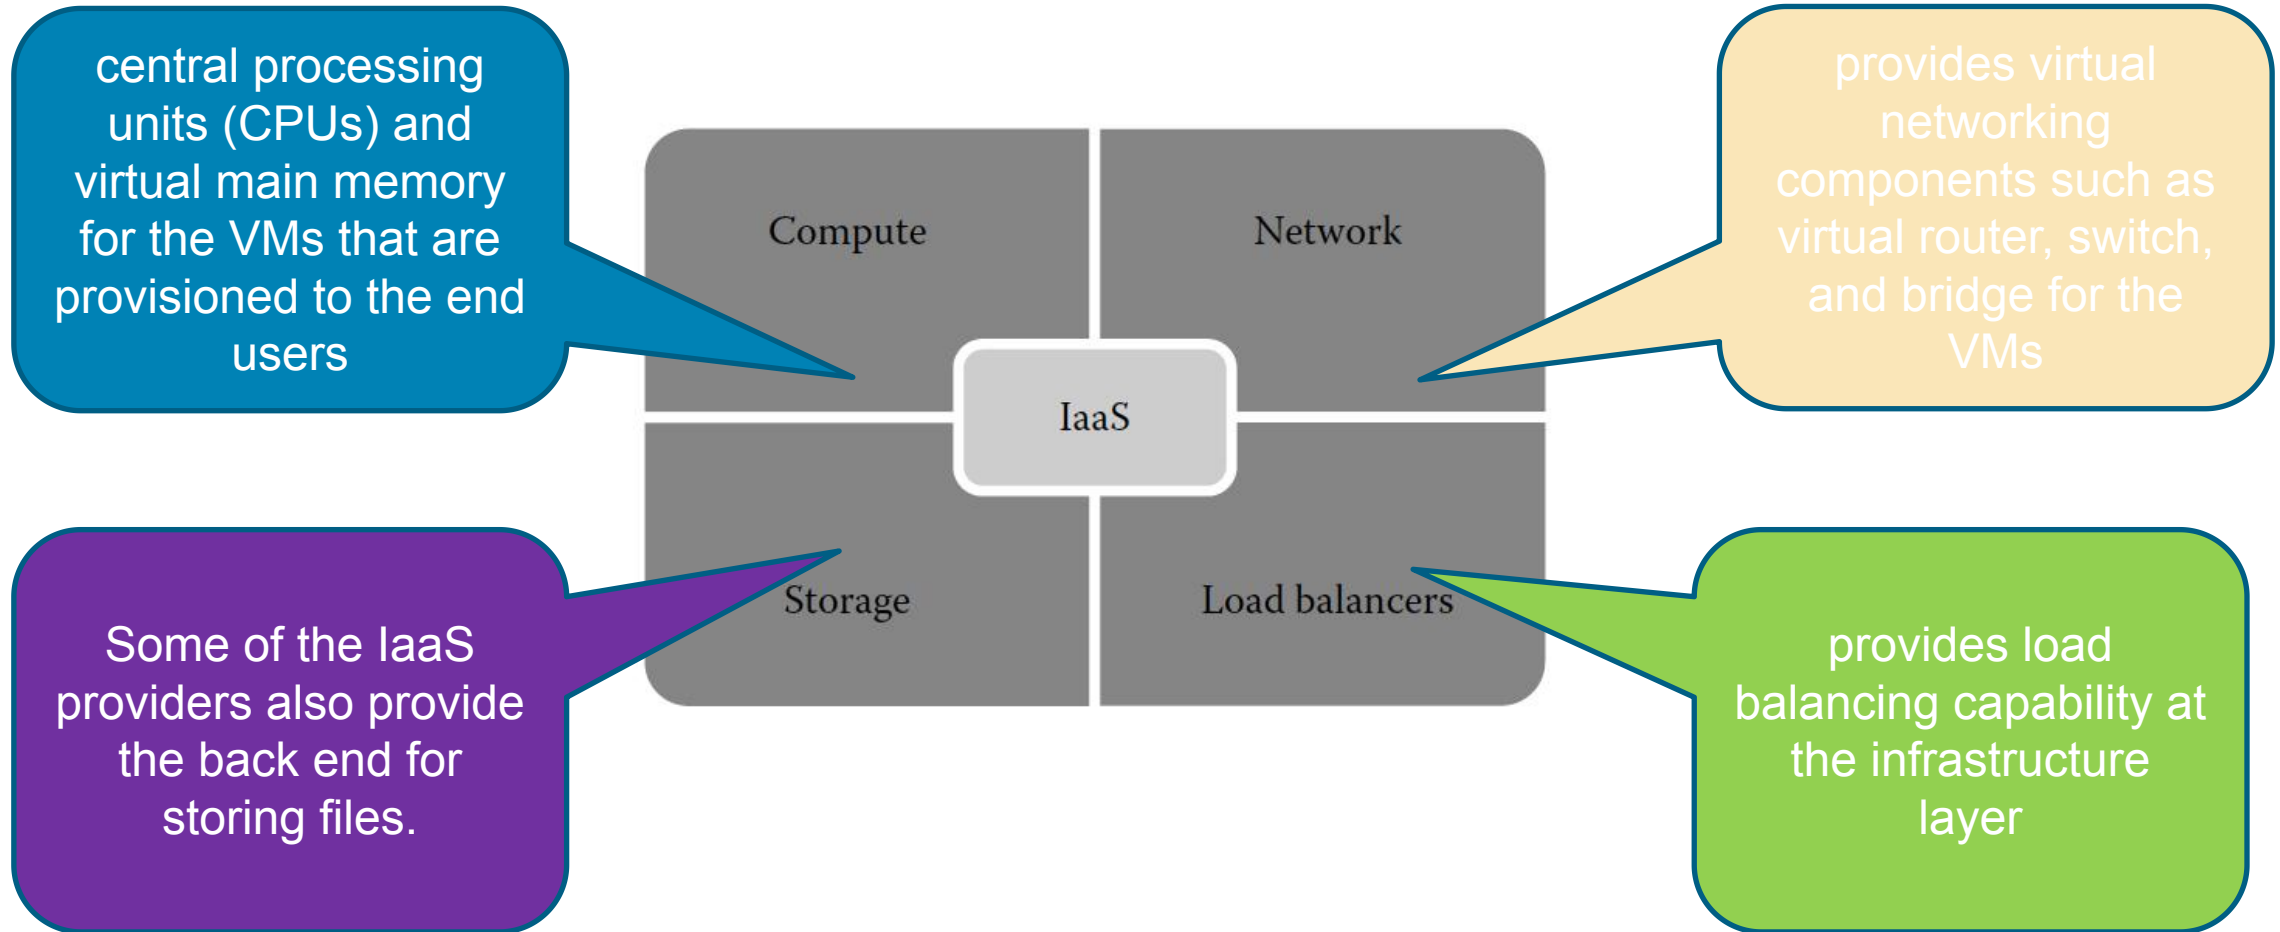 central processing
units (CPUs) and
virtual main memory
for the VMs that are
provisioned to the end
users
provides virtual
networking
components such as
virtual router, switch,
and bridge for the
VMs
Compute
Network
IaaS
Storage
Load balancers
Some of the IaaS
providers also provide
the back end for
storing files.
provides load
balancing capability at
the infrastructure
layer